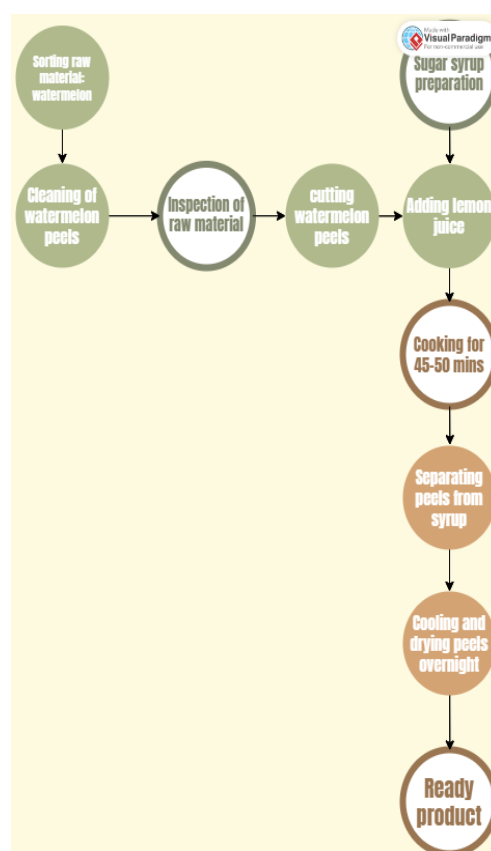 Made with
Visual Paradigm
For non-commercial use
Sorting raw
material:
watermelon
Sugar syrup
preparation
Cleaning of
watermelon
peels
Inspection of
raw material
cutting
watermelon
peels
Adding lemon
juice
Cooking for
45-50 mins
Separating
peels from
syrup
Cooling and
drying peels
overnight
Ready
product